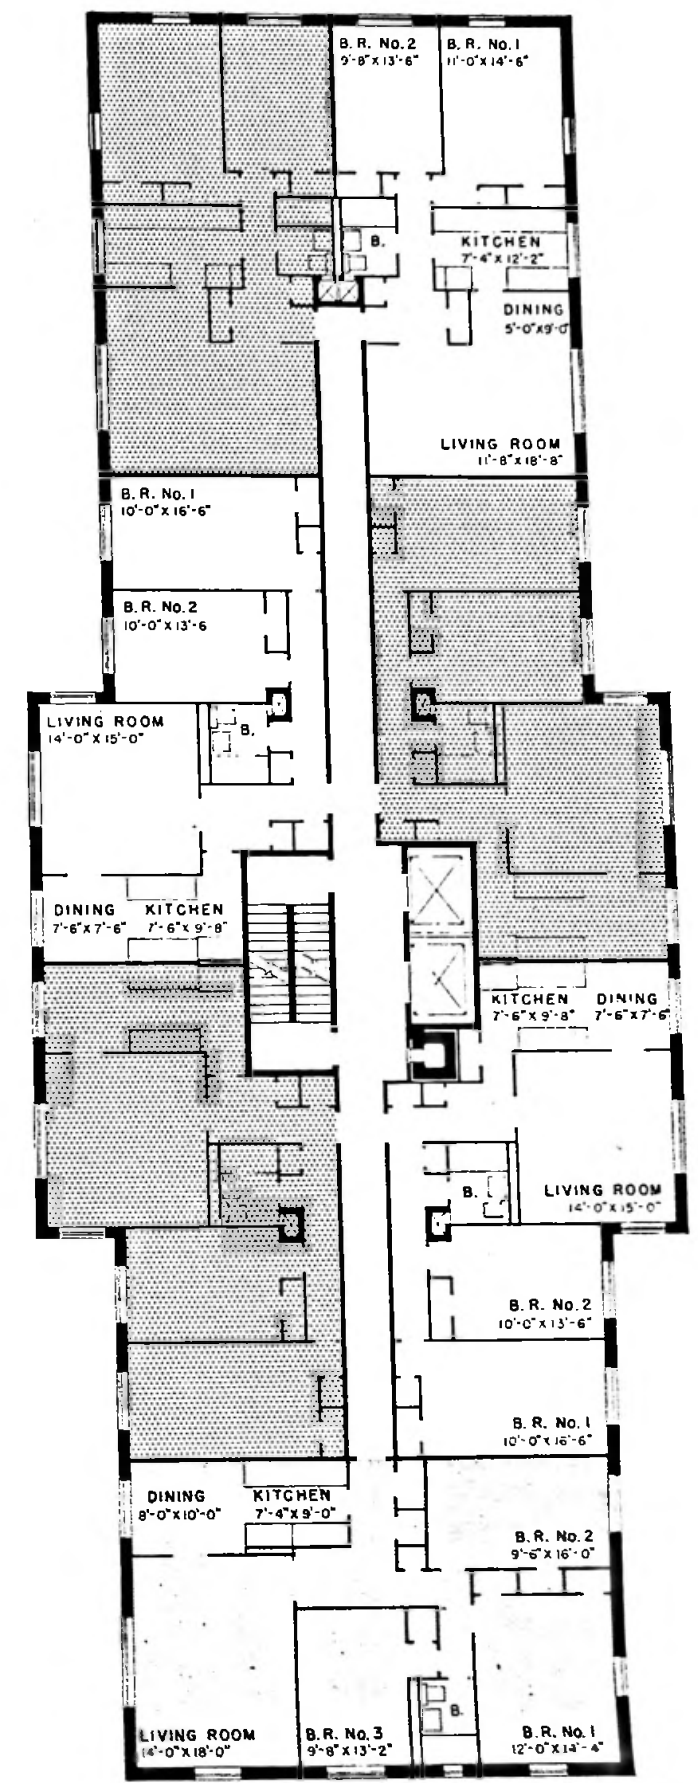 B.R. No.2
9'-8" X 13'-6"
B.R. No.1
11'-0" X 14'-6"
B.
KITCHEN
7'-4" X 12'-2"
DINING
5'-0" X 9'-0"
LIVING ROOM
11'-8" X 18'-8"
B.R. No.1
10'-0" X 16'-6"
B.R. No.2
10'-0" X 13'-6
LIVING ROOM
14'-0" X 15'-0"
B.
DINING
7'-6" X 7'-6"
KITCHEN
7'-6" X 9'-8"
KITCHEN
7'-6" X 9'-8"
DINING
7'-6" X 7'-6"
B.
LIVING ROOM
14'-0" X 15'-0"
B.R. No.2
10'-0" X 13'-6"
B.R. No.1
10'-0" X 16'-6"
DINING
8'-0" X 10'-0"
KITCHEN
7'-4" X 9'-0"
B.R. No.2
9'-6" X 16'-0"
B.
LIVING ROOM
14'-0" X 18'-0"
B.R. No.3
9'-8" X 13'-2"
B.R. No.1
12'-0" X 14'-4"